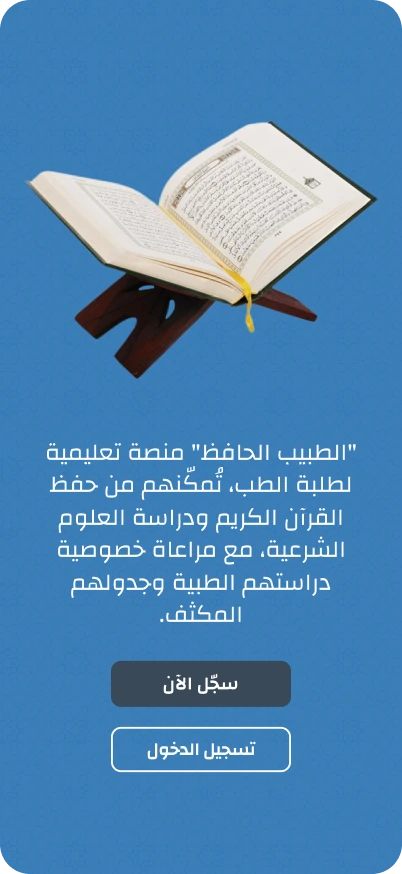 "الطبيب الحافظ" منصة تعليمية
لطلبة الطب، تُمكّنهم من حفظ
القرآن الكريم ودراسة العلوم
الشرعية، مع مراعاة خصوصية
دراستهم الطبية وجدولهم
المكثف.
سجّل الآن
تسجيل الدخول